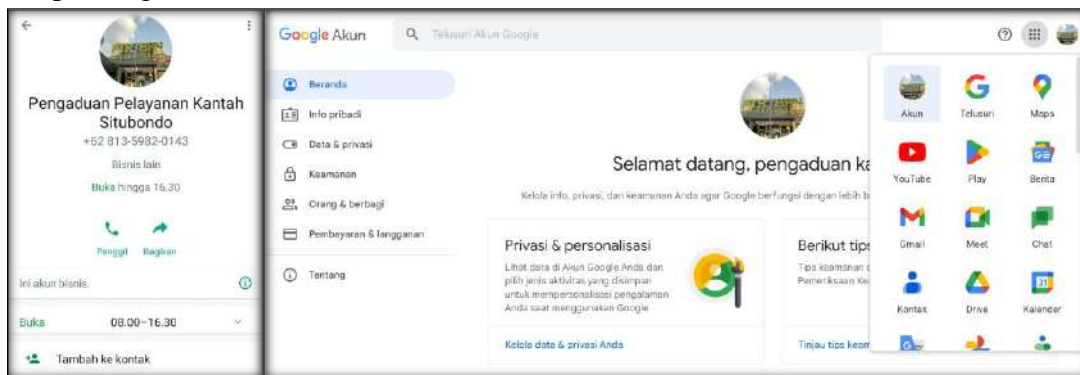 Pengaduan Pelayanan Kantah
Situbondo
+62 813-5982-0143
Bisnis lain
Buka hingga 16.30
Panggil
Bagikan
Ini akun bisnis.
Buka
08.00–16.30
Tambah ke kontak
Google Akun
Telusuri Akun Google
Beranda
Info pribadi
Data & privasi
Keamanan
Orang & berbagi
Pembayaran & langganan
Tentang
Selamat datang, pengaduan ka
Kelola info, privasi, dan keamanan Anda agar Google berfungsi dengan lebih b
Privasi & personalisasi
Lihat data di Akun Google Anda dan
pilih jenis aktivitas yang disimpan
untuk mempersonalisasi pengalaman
Anda saat menggunakan Google
Kelola data & privasi Anda
Berikut tips
Tips keamanan
Pemeriksaan
Tinjau tips keam
Akun
Telusuri
Maps
YouTube
Play
Berita
Gmail
Meet
Chat
Kontak
Drive
Kalender